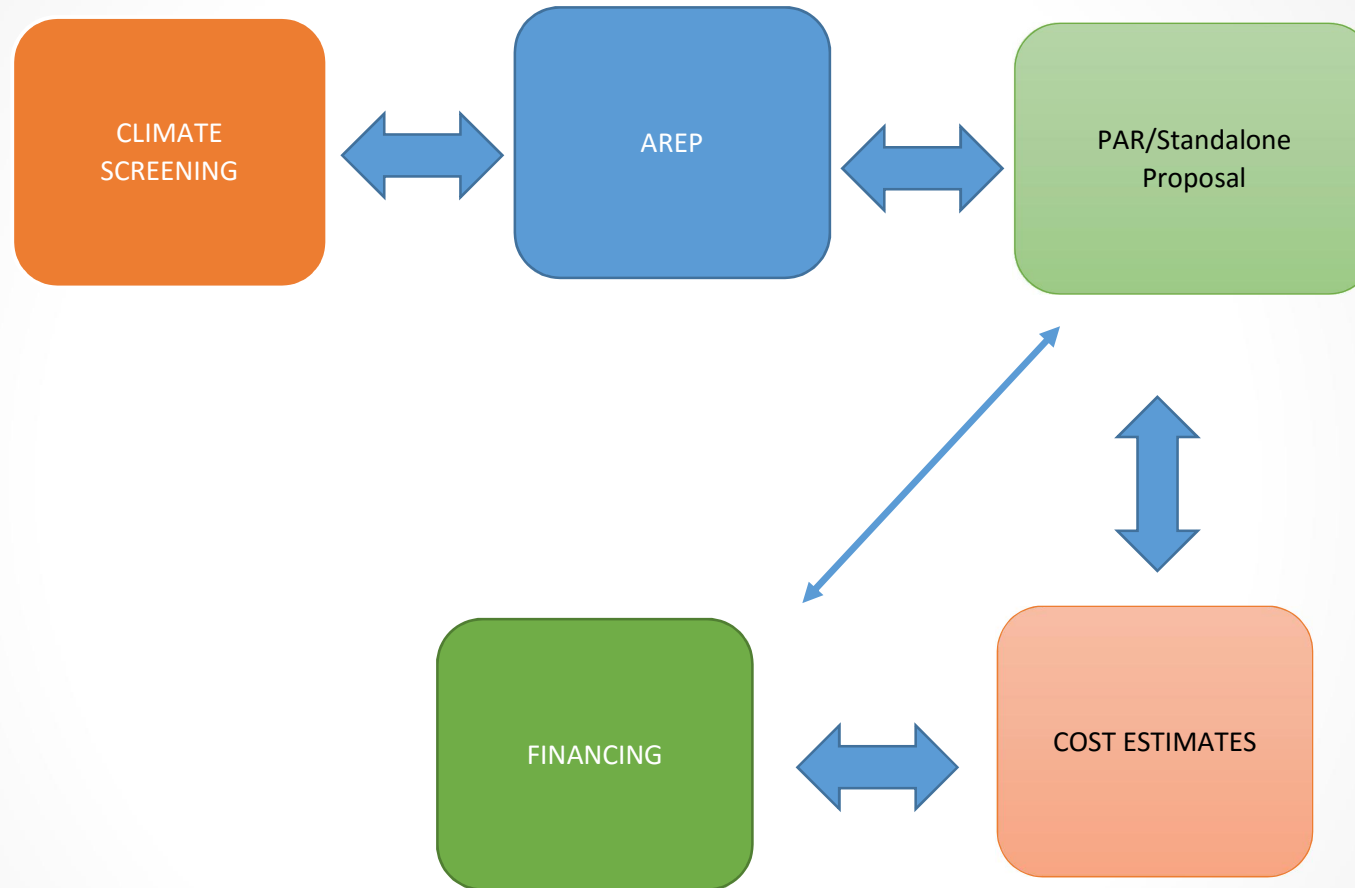 CLIMATE
SCREENING
AREP
PAR/Standalone
Proposal
FINANCING
COST ESTIMATES